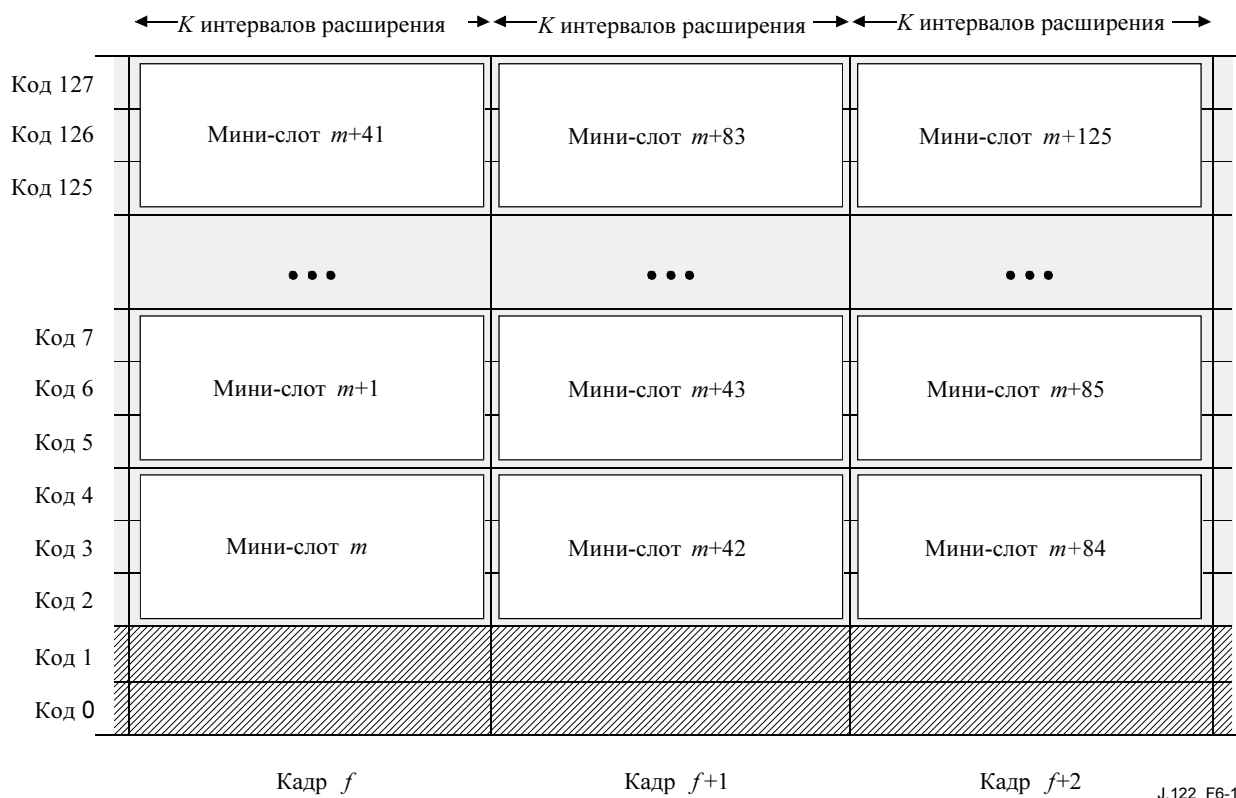 K интервалов расширения K интервалов расширения K интервалов расширения
Код 127
Код 126 Мини-слот m+41 Мини-слот m+83 Мини-слот m+125
Код 125
Код 7
Код 6 Мини-слот m+1 Мини-слот m+43 Мини-слот m+85
Код 5
Код 4
Код 3 Мини-слот m Мини-слот m+42 Мини-слот m+84
Код 2
Код 1
Код 0
Кадр f Кадр f+1 Кадр f+2